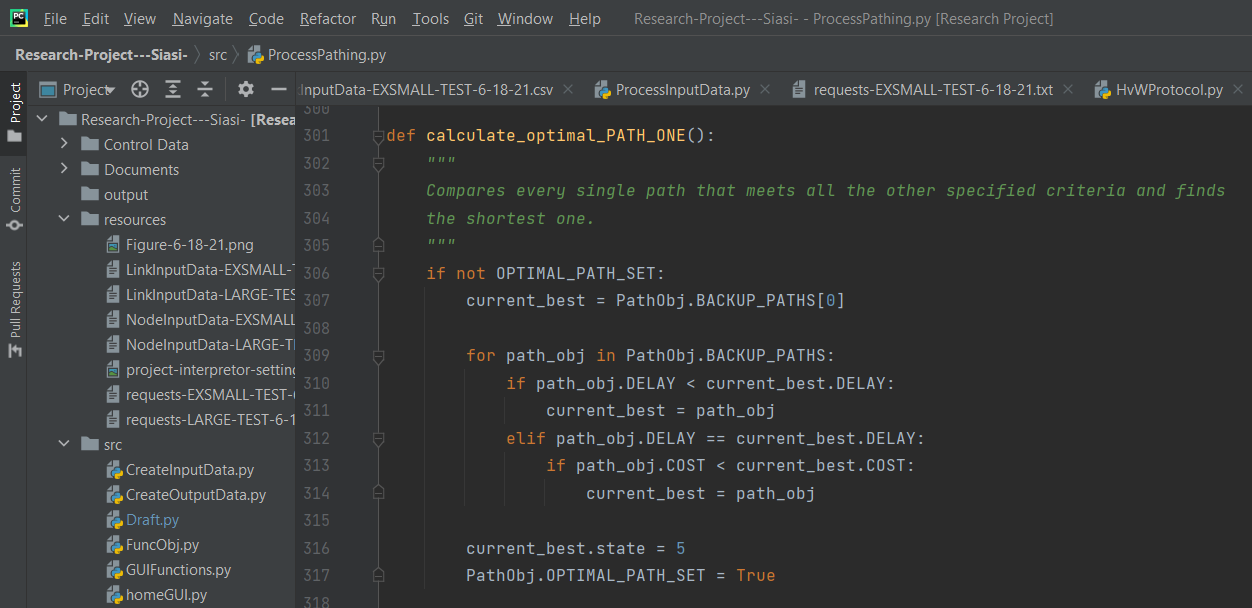 PC File Edit View Navigate Code Refactor Run Tools Git Window Help Research-Project---Siasi- - ProcessPathing.py [Research Project]
Research-Project---Siasi- src ProcessPathing.py
Project InputData-EXSMALL-TEST-6-18-21.csv ProcessInputData.py requests-EXSMALL-TEST-6-18-21.txt HvWProtocol.py
Project
Commit
Pull Requests
Research-Project---Siasi- [Resea
Control Data
Documents
output
resources
Figure-6-18-21.png
LinkInputData-EXSMALL-
LinkInputData-LARGE-TES
NodeInputData-EXSMALL
NodeInputData-LARGE-T
project-interpretor-setting
requests-EXSMALL-TEST-
requests-LARGE-TEST-6-1
src
CreateInputData.py
CreateOutputData.py
Draft.py
FuncObj.py
GUIFunctions.py
homeGUI.py
300
301 def calculate_optimal_PATH_ONE():
302 """
303 Compares every single path that meets all the other specified criteria and finds
304 the shortest one.
305 """
306 if not OPTIMAL_PATH_SET:
307 current_best = PathObj.BACKUP_PATHS[0]
308
309 for path_obj in PathObj.BACKUP_PATHS:
310 if path_obj.DELAY < current_best.DELAY:
311 current_best = path_obj
312 elif path_obj.DELAY == current_best.DELAY:
313 if path_obj.COST < current_best.COST:
314 current_best = path_obj
315
316 current_best.state = 5
317 PathObj.OPTIMAL_PATH_SET = True
318